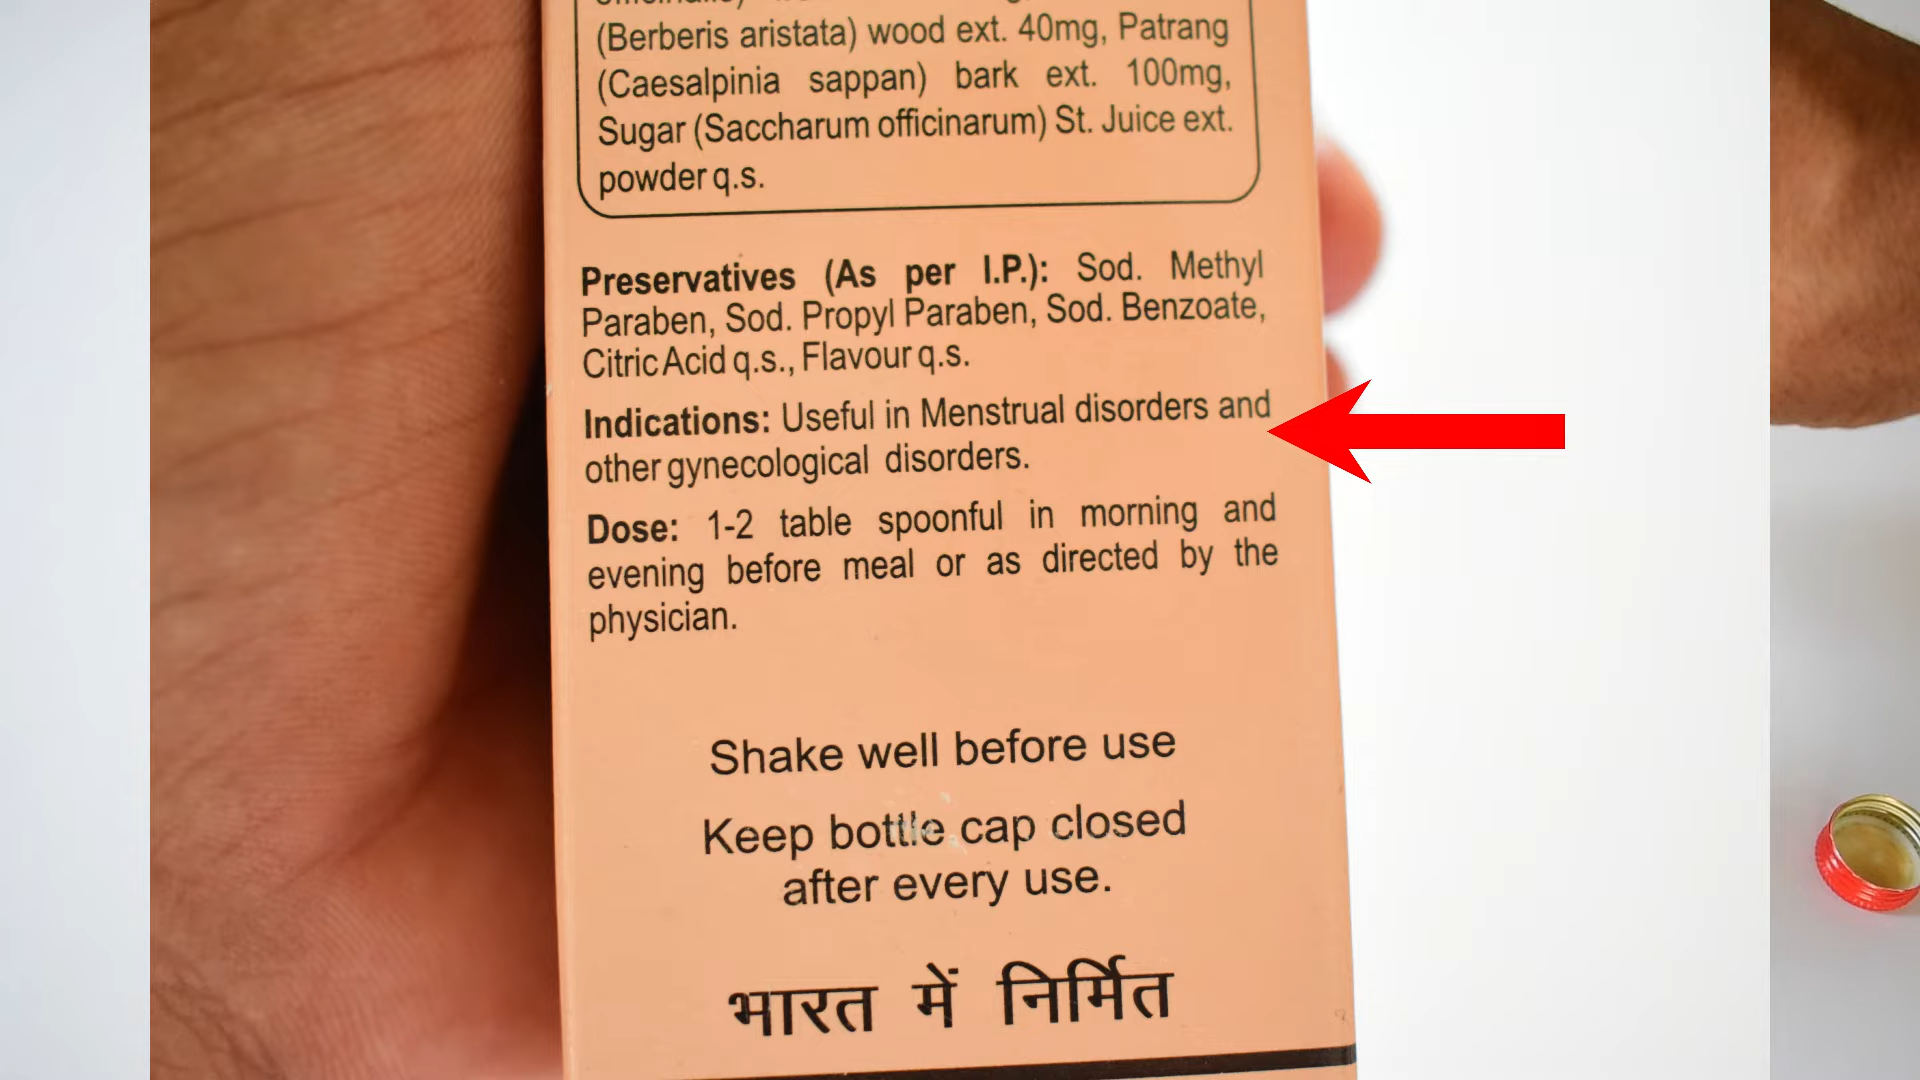 (Berberis aristata) wood ext. 40mg, Patrang
(Caesalpinia sappan) bark ext. 100mg,
Sugar (Saccharum officinarum) St. Juice ext.
powder q.s.
Preservatives (As per I.P.): Sod. Methyl
Paraben, Sod. Propyl Paraben, Sod. Benzoate,
Citric Acid q.s., Flavour q.s.
Indications: Useful in Menstrual disorders and
other gynecological disorders.
Dose: 1-2 table spoonful in morning and
evening before meal or as directed by the
physician.
Shake well before use
Keep bottle cap closed
after every use.
भारत में निर्मित